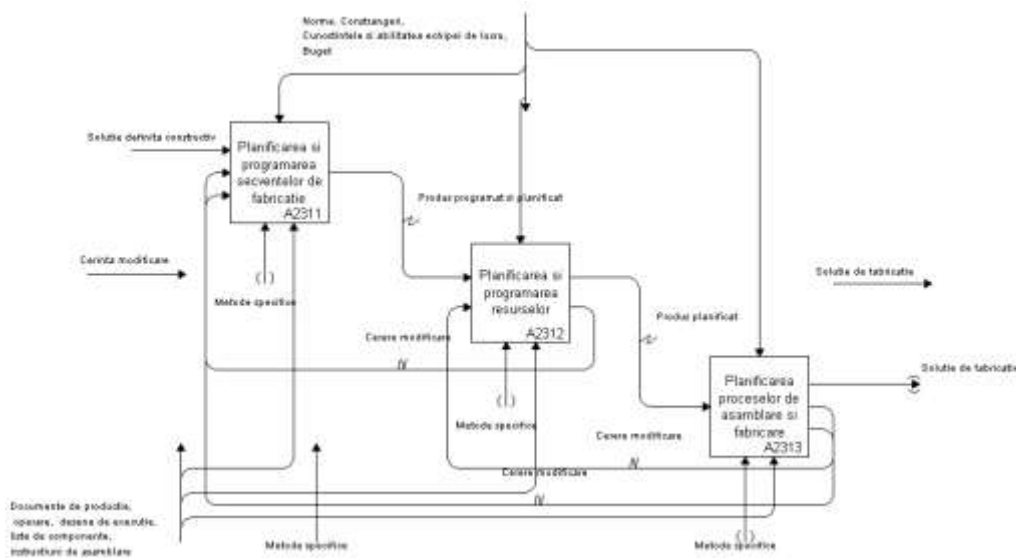 Norme, Constrangeri,
Cunostintele si abilitatea echipei de lucru,
Buget
Solutie definita constructiv
Planificarea si
programarea
secventelor de
fabricatie
A2311
Produs programat si planificat
Cerinta modificare
( )
Metode specifice
Planificarea si
programarea
resurselor
A2312
Solutie de fabricatie
Produs planificat
Cerere modificare
N
Solutie de fabricatie
Planificarea
proceselor de
asamblare si
fabricare
A2313
( )
Metode specifice
Cerere modificare
N
Cerere modificare
N
Documente de productie,
operare, desene de executie,
liste de componente,
instructiuni de asamblare
Metode specifice
( )
Metode specifice